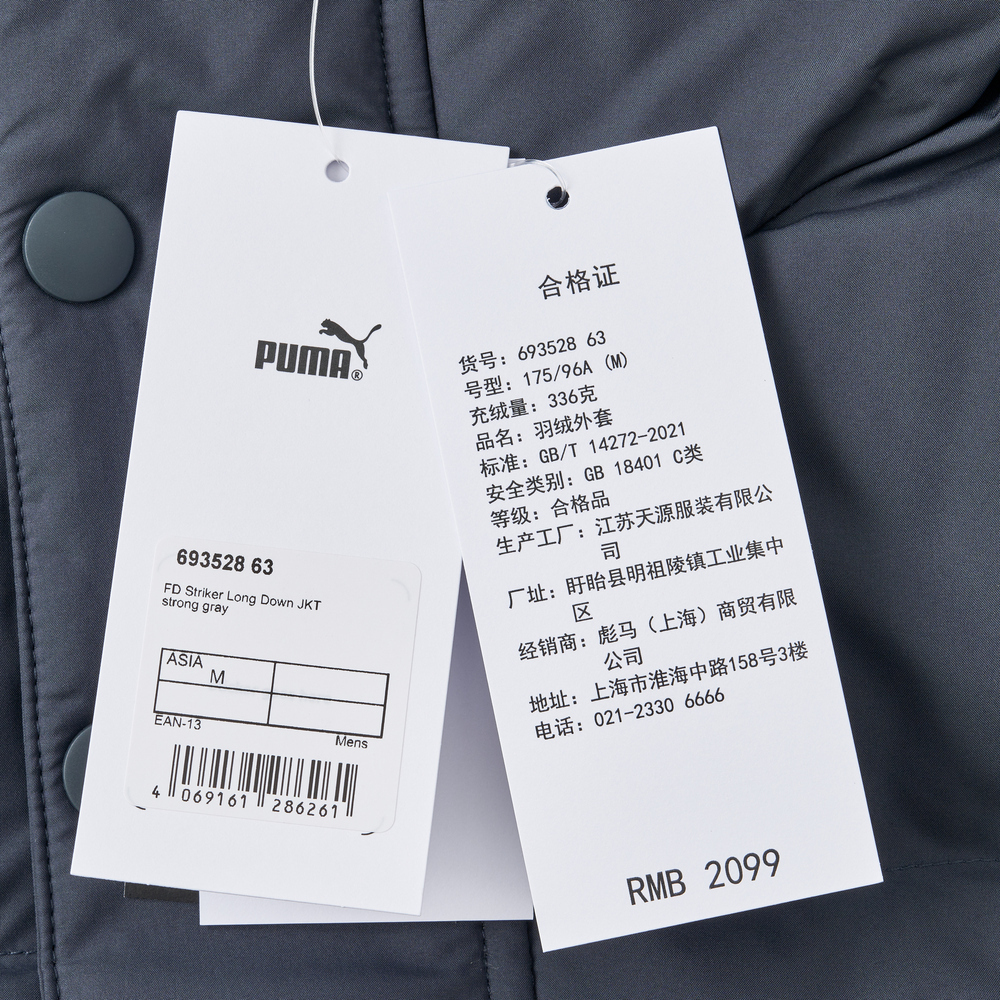 PUMA®
693528 63
FD Striker Long Down JKT
strong gray
ASIA
M
EAN-13
Mens
4 069161 286261
合格证
货号：693528 63
号型：175/96A (M)
充绒量：336克
品名：羽绒外套
标准：GB/T 14272-2021
安全类别：GB 18401 C类
等级：合格品
生产工厂：江苏天源服装有限公
司
厂址：盱眙县明祖陵镇工业集中
区
经销商：彪马（上海）商贸有限
公司
地址：上海市淮海中路158号3楼
电话：021-2330 6666
RMB 2099